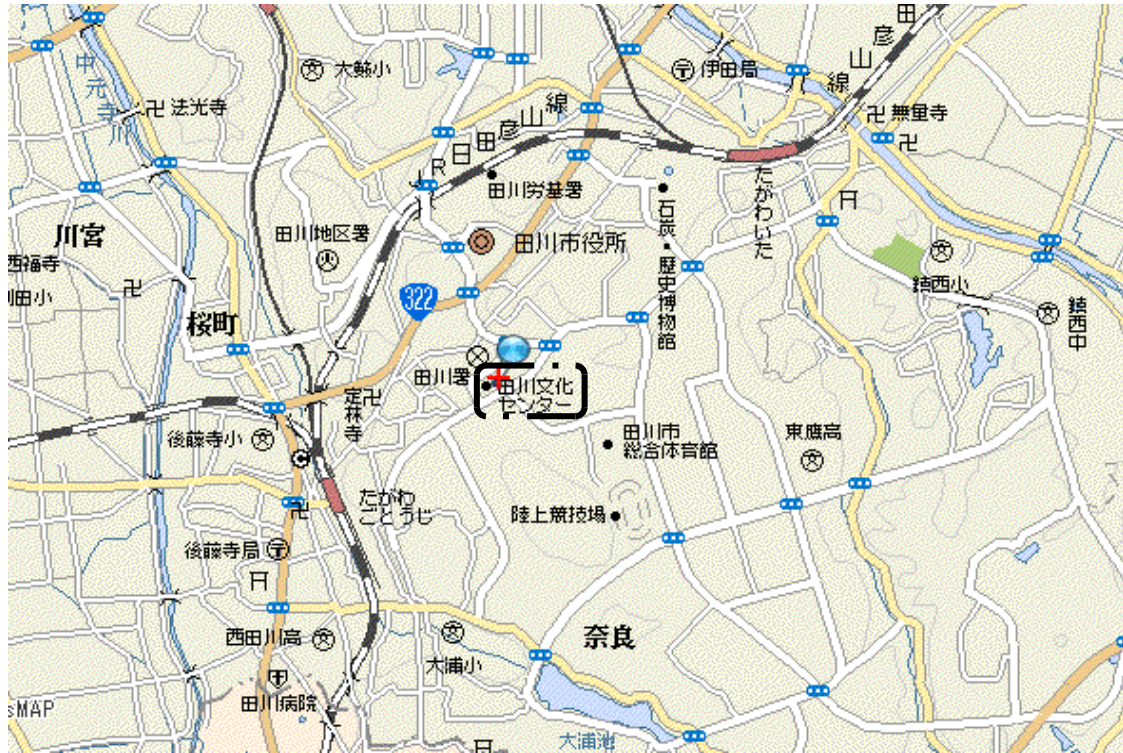 大藪小
伊田局
中元寺川
法光寺
無量寺
JR日田彦山線
田彦山線
田川労基署
たがわいた
石炭・歴史博物館
川宮
田川地区署
田川市役所
西福寺
鎮西小
322
桜町
鎮西中
田川署
田川文化
センター
定林寺
後藤寺小
田川市
総合体育館
東鷹高
たがわ
ごとうじ
陸上競技場
後藤寺局
西田川高
大浦小
奈良
田川病院
sMAP
大浦池